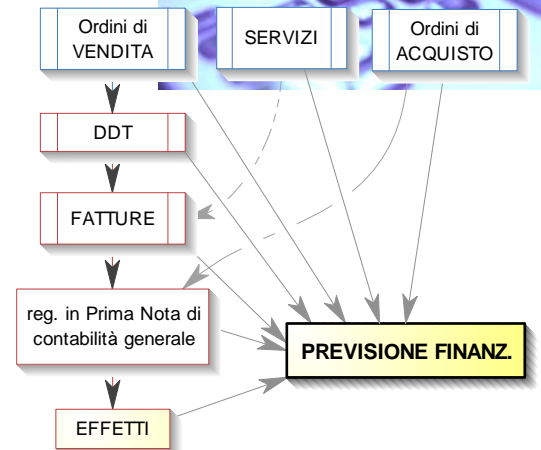 Ordini di
VENDITA
SERVIZI
Ordini di
ACQUISTO
DDT
FATTURE
reg. in Prima Nota di
contabilità generale
PREVISIONE FINANZ.
EFFETTI